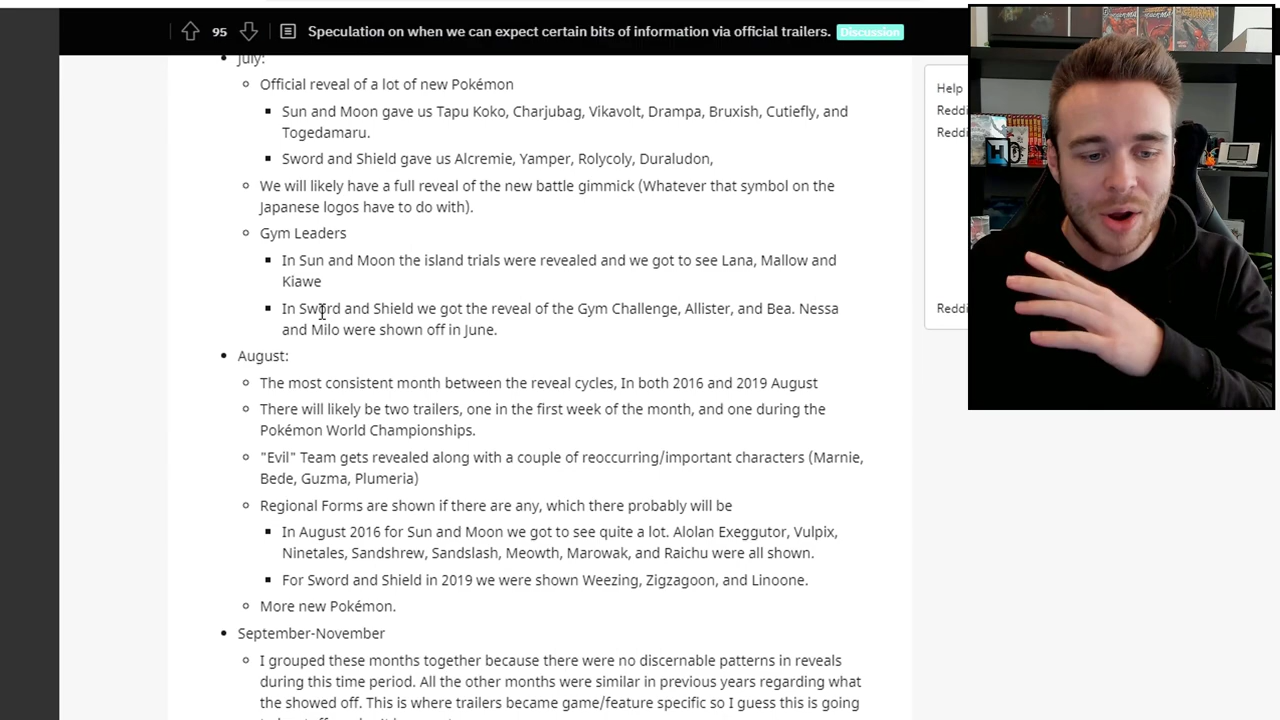 95
Speculation on when we can expect certain bits of information via official trailers. Discussion
July:
Official reveal of a lot of new Pokémon
Sun and Moon gave us Tapu Koko, Charjubag, Vikavolt, Drampa, Bruxish, Cutiefly, and
Togedamaru.
Sword and Shield gave us Alcremie, Yamper, Rolycoly, Duraludon,
We will likely have a full reveal of the new battle gimmick (Whatever that symbol on the
Japanese logos have to do with).
Gym Leaders
In Sun and Moon the island trials were revealed and we got to see Lana, Mallow and
Kiawe
In Sword and Shield we got the reveal of the Gym Challenge, Allister, and Bea. Nessa
and Milo were shown off in June.
August:
The most consistent month between the reveal cycles, In both 2016 and 2019 August
There will likely be two trailers, one in the first week of the month, and one during the
Pokémon World Championships.
"Evil" Team gets revealed along with a couple of reoccurring/important characters (Marnie,
Bede, Guzma, Plumeria)
Regional Forms are shown if there are any, which there probably will be
In August 2016 for Sun and Moon we got to see quite a lot. Alolan Exeggutor, Vulpix,
Ninetales, Sandshrew, Sandslash, Meowth, Marowak, and Raichu were all shown.
For Sword and Shield in 2019 we were shown Weezing, Zigzagoon, and Linoone.
More new Pokémon.
September-November
I grouped these months together because there were no discernable patterns in reveals
during this time period. All the other months were similar in previous years regarding what
the showed off. This is where trailers became game/feature specific so I guess this is going
Help
Reddi
Reddi
Reddi